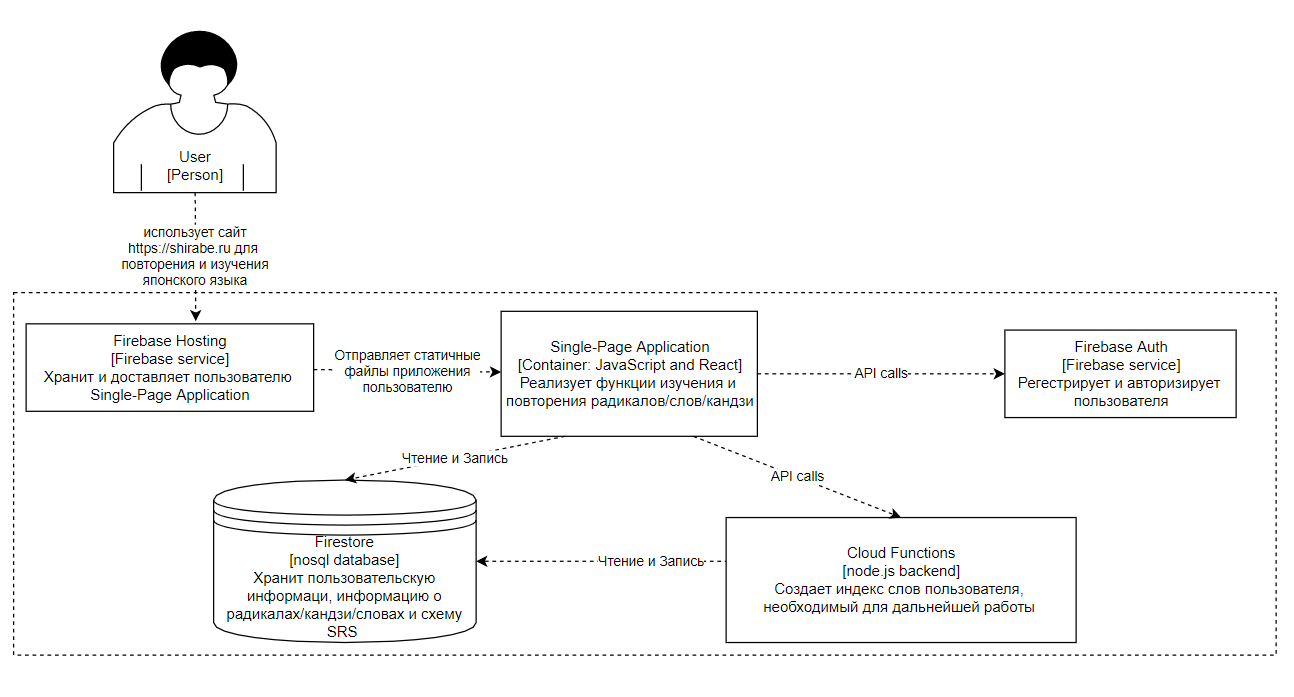 User
[Person]
использует сайт
https://shirabe.ru для
повторения и изучения
японского языка
Firebase Hosting
[Firebase service]
Хранит и доставляет пользователю
Single-Page Application
Отправляет статичные
файлы приложения
пользователю
Single-Page Application
[Container: JavaScript and React]
Реализует функции изучения и
повторения радикалов/слов/кандзи
API calls
Firebase Auth
[Firebase service]
Регестрирует и авторизирует
пользователя
Чтение и Запись
API calls
Firestore
[nosql database]
Хранит пользовательскую
информаци, информацию о
радикалах/кандзи/словах и схему
SRS
Чтение и Запись
Cloud Functions
[node.js backend]
Создает индекс слов пользователя,
необходимый для дальнейшей работы